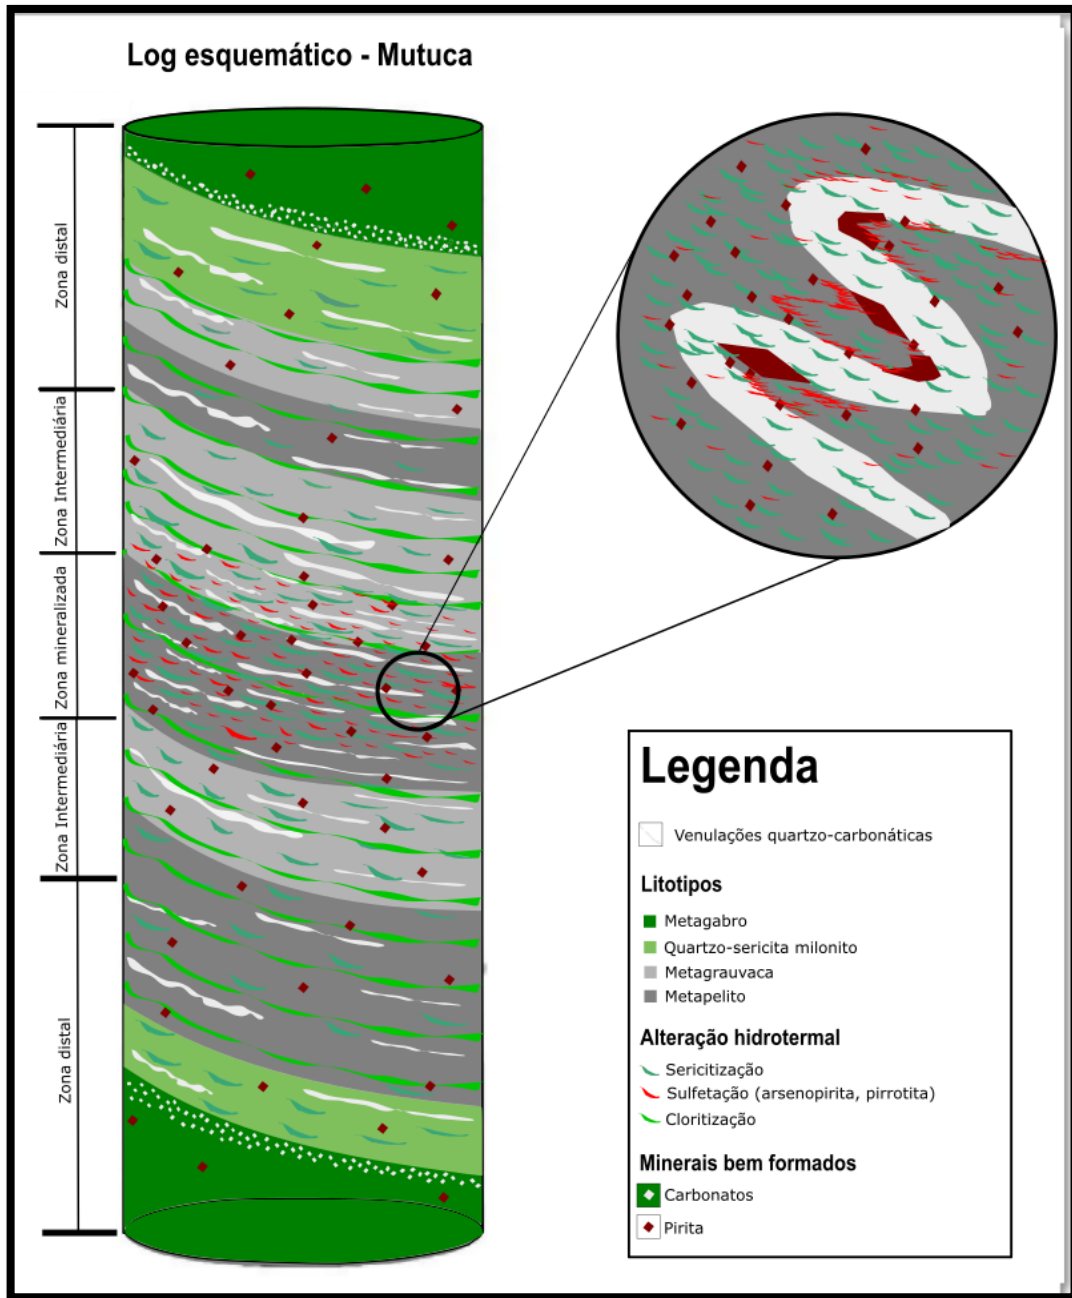 Log esquemático - Mutuca
Zona distal
Zona Intermediária
Zona mineralizada
Zona Intermediária
Zona distal
Legenda
Venulações quartzo-carbonáticas
Litotipos
Metagabro
Quartzo-sericita milonito
Metagrauvaca
Metapelito
Alteração hidrotermal
Sericitização
Sulfetação (arsenopirita, pirrotita)
Cloritização
Minerais bem formados
Carbonatos
Pirita